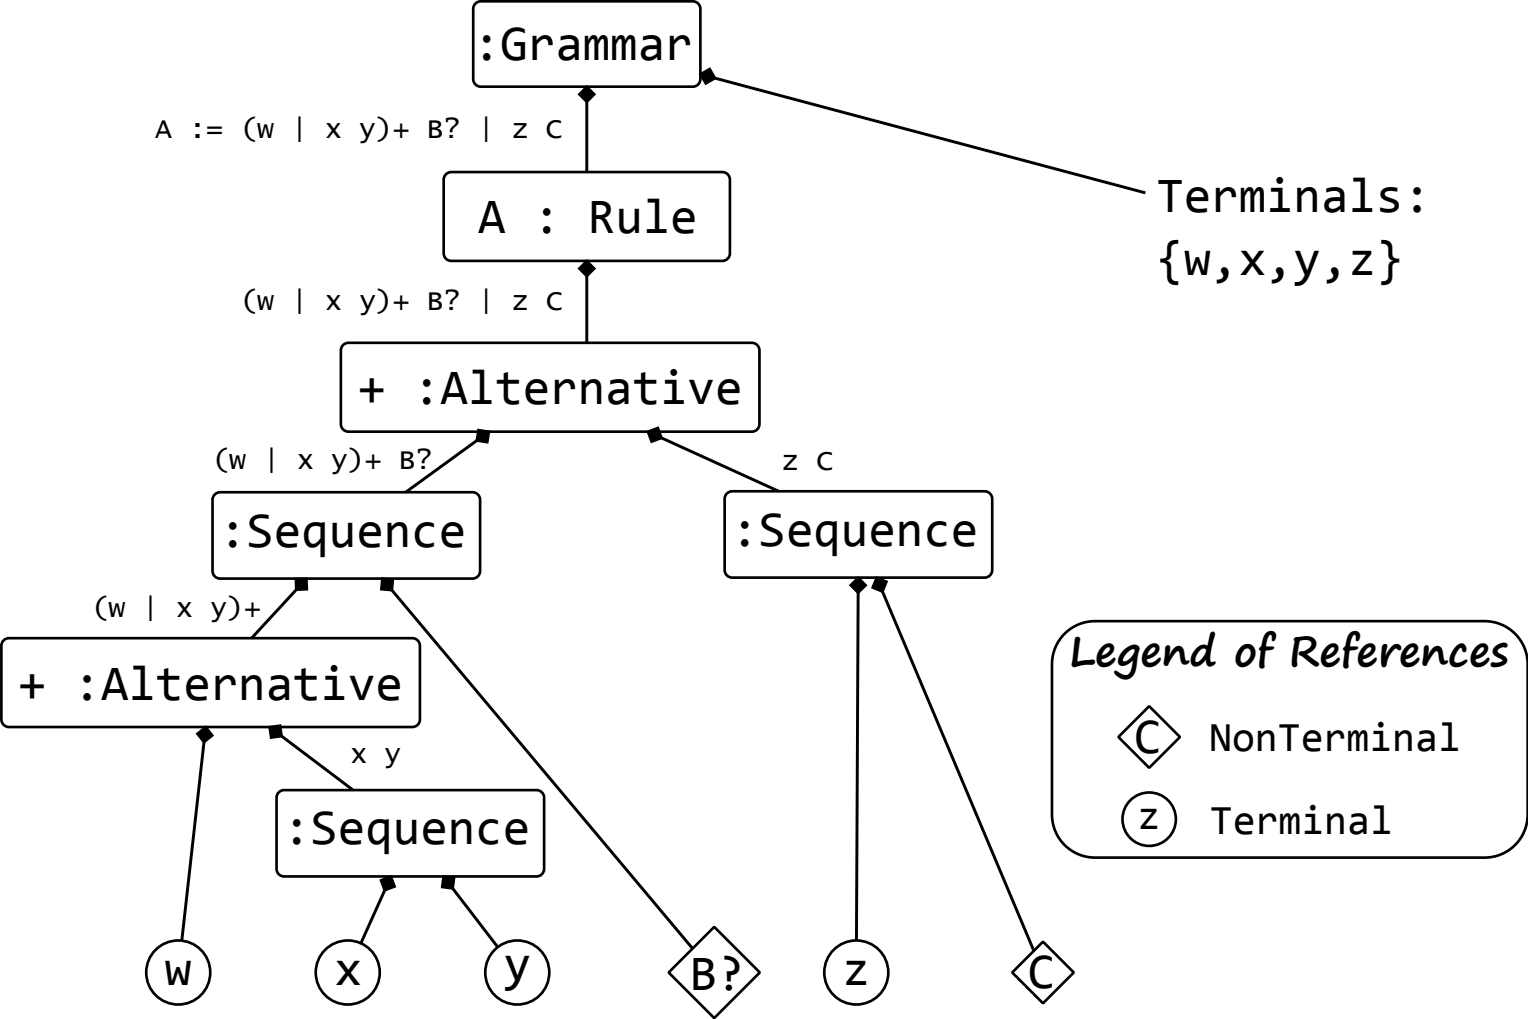 :Grammar
A := (w | x y)+ B? | z C
A : Rule
Terminals:
{w,x,y,z}
(w | x y)+ B? | z C
+ :Alternative
(w | x y)+ B?
z C
:Sequence
:Sequence
(w | x y)+
+ :Alternative
x y
:Sequence
Legend of References
C NonTerminal
z Terminal
w
x
y
B?
z
C